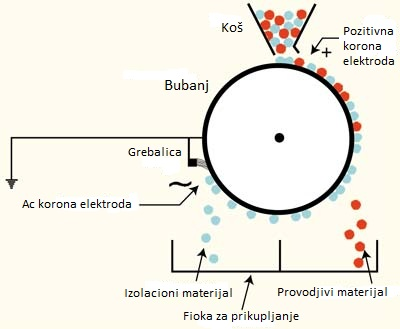 Koš
Pozitivna
korona
elektroda
+
Bubanj
Grebalica
~
Ac korona elektroda
Izolacioni materijal
Provodjivi materijal
Fioka za prikupljanje